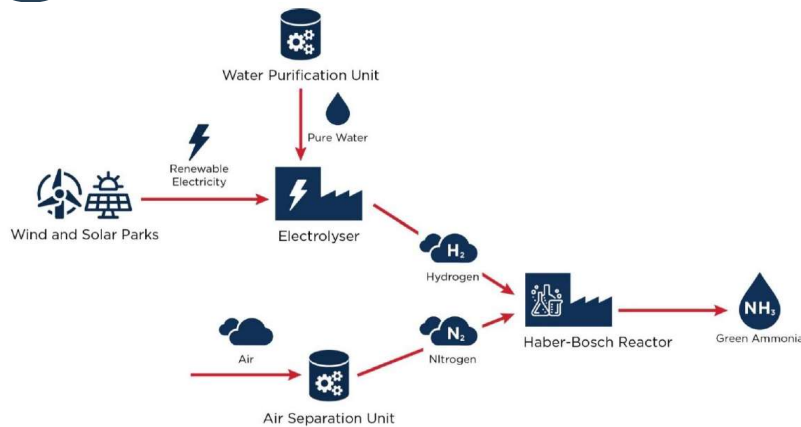 Water Purification Unit
Pure Water
Renewable
Electricity
Wind and Solar Parks
Electrolyser
H₂
Hydrogen
N₂
NItrogen
Air
Air Separation Unit
Haber-Bosch Reactor
NH₃
Green Ammonia